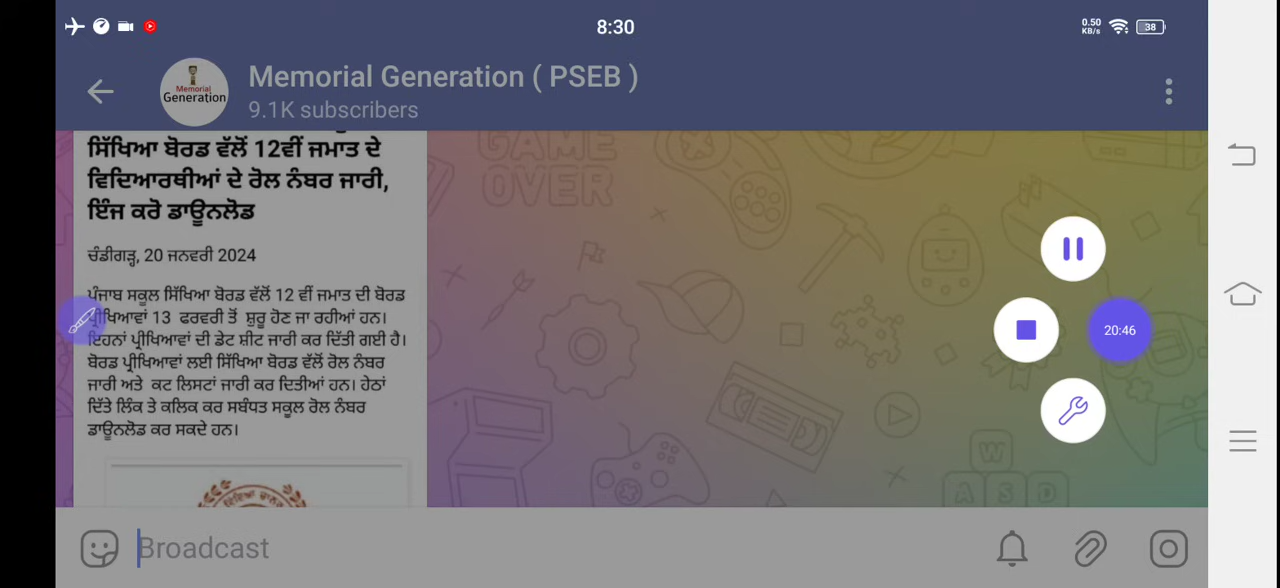 8:30
0.50
KB/s
38
Memorial
Generation
Memorial Generation ( PSEB )
9.1K subscribers
GAME
OVER
ਸਿੱਖਿਆ ਬੋਰਡ ਵੱਲੋਂ 12ਵੀਂ ਜਮਾਤ ਦੇ
ਵਿਦਿਆਰਥੀਆਂ ਦੇ ਰੋਲ ਨੰਬਰ ਜਾਰੀ,
ਇੰਜ ਕਰੋ ਡਾਊਨਲੋਡ
ਚੰਡੀਗੜ੍ਹ, 20 ਜਨਵਰੀ 2024
ਪੰਜਾਬ ਸਕੂਲ ਸਿੱਖਿਆ ਬੋਰਡ ਵੱਲੋਂ 12 ਵੀਂ ਜਮਾਤ ਦੀ ਬੋਰਡ
ਪ੍ਰੀਖਿਆਵਾਂ 13 ਫਰਵਰੀ ਤੋਂ ਸ਼ੁਰੂ ਹੋਣ ਜਾ ਰਹੀਆਂ ਹਨ।
ਇਹਨਾਂ ਪ੍ਰੀਖਿਆਵਾਂ ਦੀ ਡੇਟ ਸ਼ੀਟ ਜਾਰੀ ਕਰ ਦਿੱਤੀ ਗਈ ਹੈ।
ਬੋਰਡ ਪ੍ਰੀਖਿਆਵਾਂ ਲਈ ਸਿੱਖਿਆ ਬੋਰਡ ਵੱਲੋਂ ਰੋਲ ਨੰਬਰ
ਜਾਰੀ ਅਤੇ ਕਟ ਲਿਸਟਾਂ ਜਾਰੀ ਕਰ ਦਿਤੀਆਂ ਹਨ। ਹੇਠਾਂ
ਦਿੱਤੇ ਲਿੰਕ ਤੇ ਕਲਿਕ ਕਰ ਸਬੰਧਤ ਸਕੂਲ ਰੋਲ ਨੰਬਰ
ਡਾਊਨਲੋਡ ਕਰ ਸਕਦੇ ਹਨ।
20:46
W
A S D
Broadcast